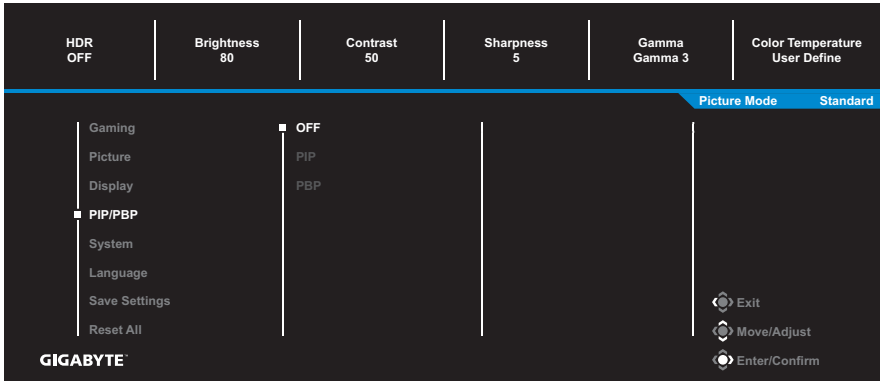 HDR
OFF
Brightness
80
Contrast
50
Sharpness
5
Gamma
Gamma 3
Color Temperature
User Define
Picture Mode Standard
Gaming
Picture
Display
PIP/PBP
System
Language
Save Settings
Reset All
OFF
PIP
PBP
Exit
Move/Adjust
Enter/Confirm
GIGABYTE™